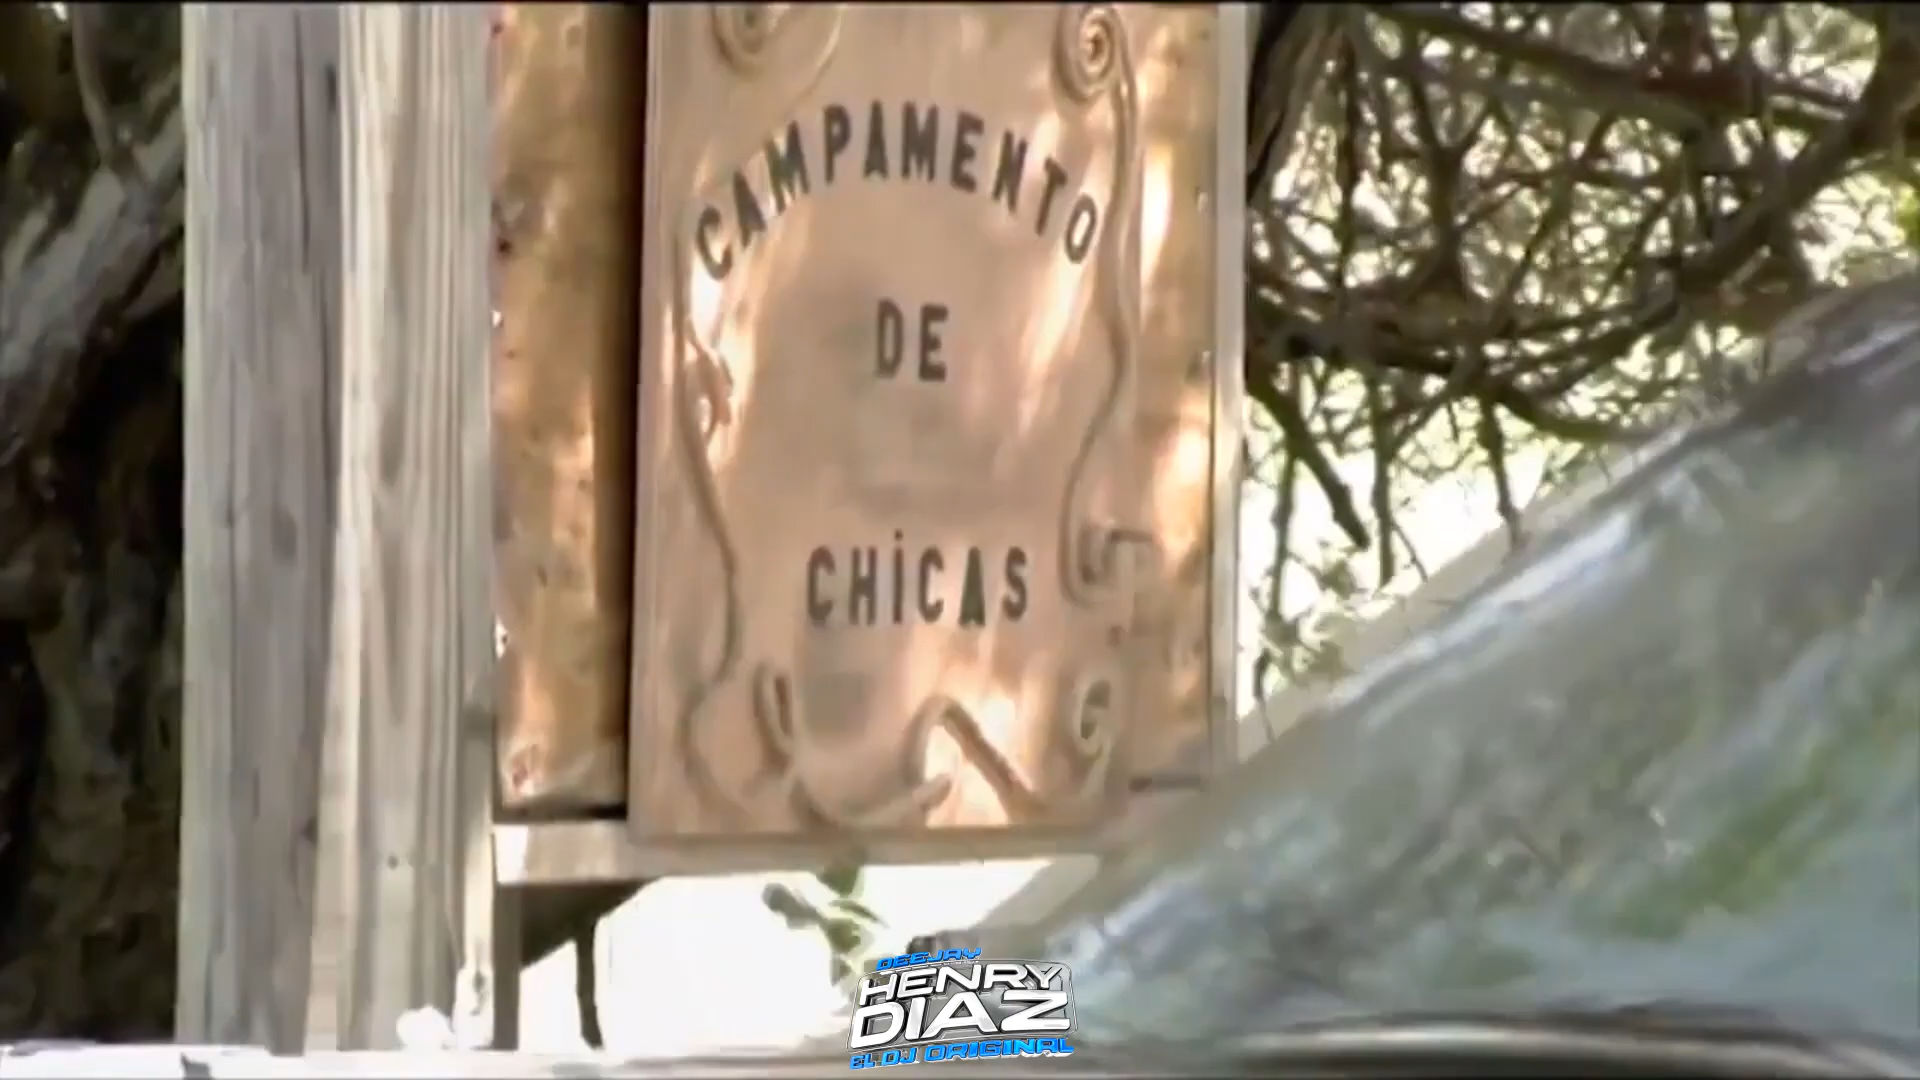 CAMPAMENTO
DE
CHiCAS
DEEJAY
HENRY
DIAZ
EL DJ ORIGINAL